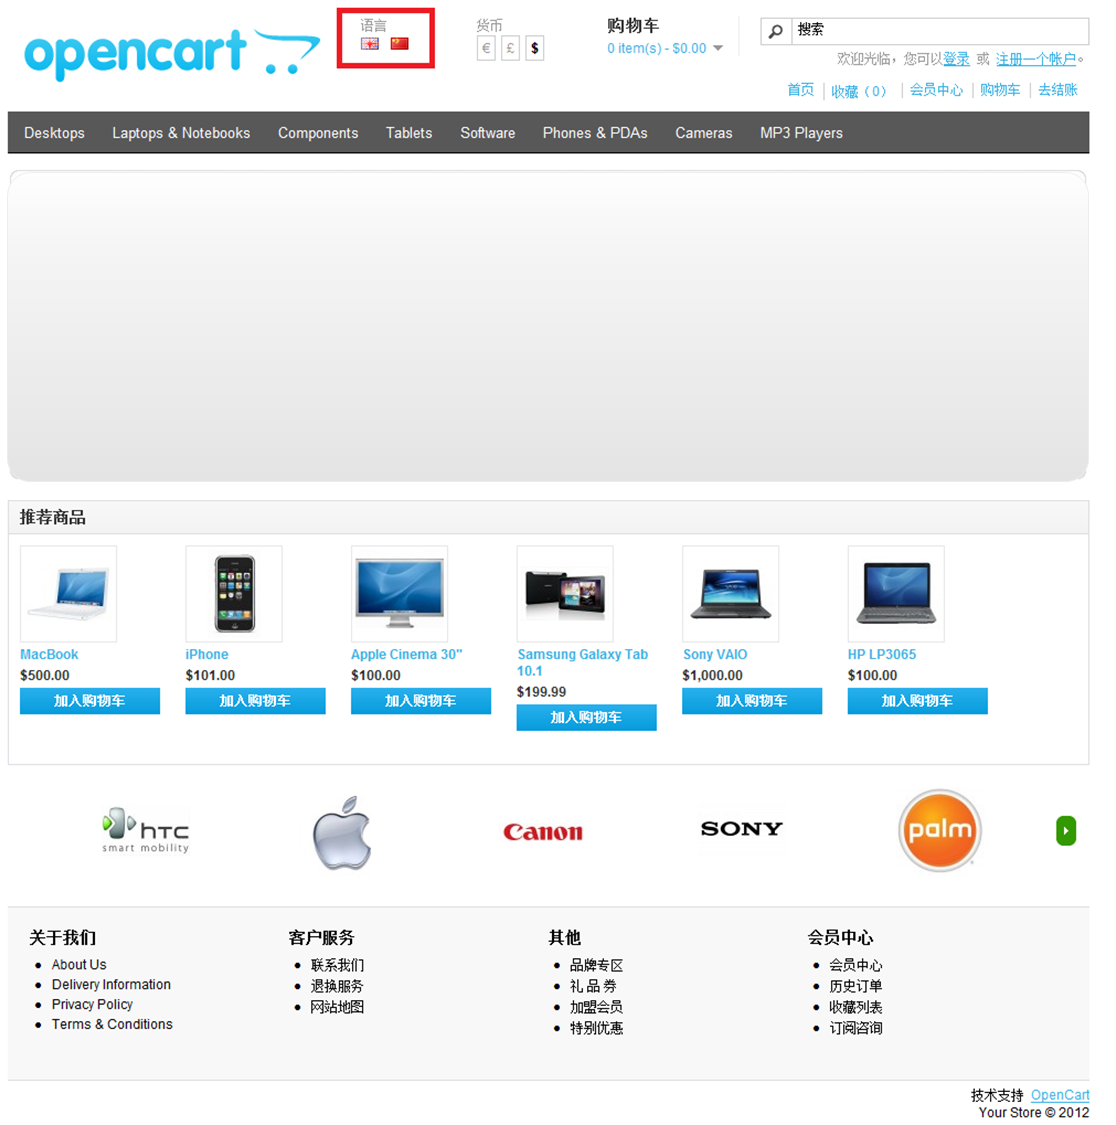 opencart
语言
货币
€ £ $
购物车
0 item(s) - $0.00
搜索
欢迎光临，您可以登录 或 注册一个帐户。
首页 收藏（0） 会员中心 购物车 去结账
Desktops Laptops & Notebooks Components Tablets Software Phones & PDAs Cameras MP3 Players
推荐商品
MacBook
$500.00
加入购物车
iPhone
$101.00
加入购物车
Apple Cinema 30"
$100.00
加入购物车
Samsung Galaxy Tab
10.1
$199.99
加入购物车
Sony VAIO
$1,000.00
加入购物车
HP LP3065
$100.00
加入购物车
hTC
smart mobility
Canon
SONY
palm
关于我们
About Us
Delivery Information
Privacy Policy
Terms & Conditions
客户服务
联系我们
退换服务
网站地图
其他
品牌专区
礼 品 券
加盟会员
特别优惠
会员中心
会员中心
历史订单
收藏列表
订阅咨询
技术支持 OpenCart
Your Store © 2012